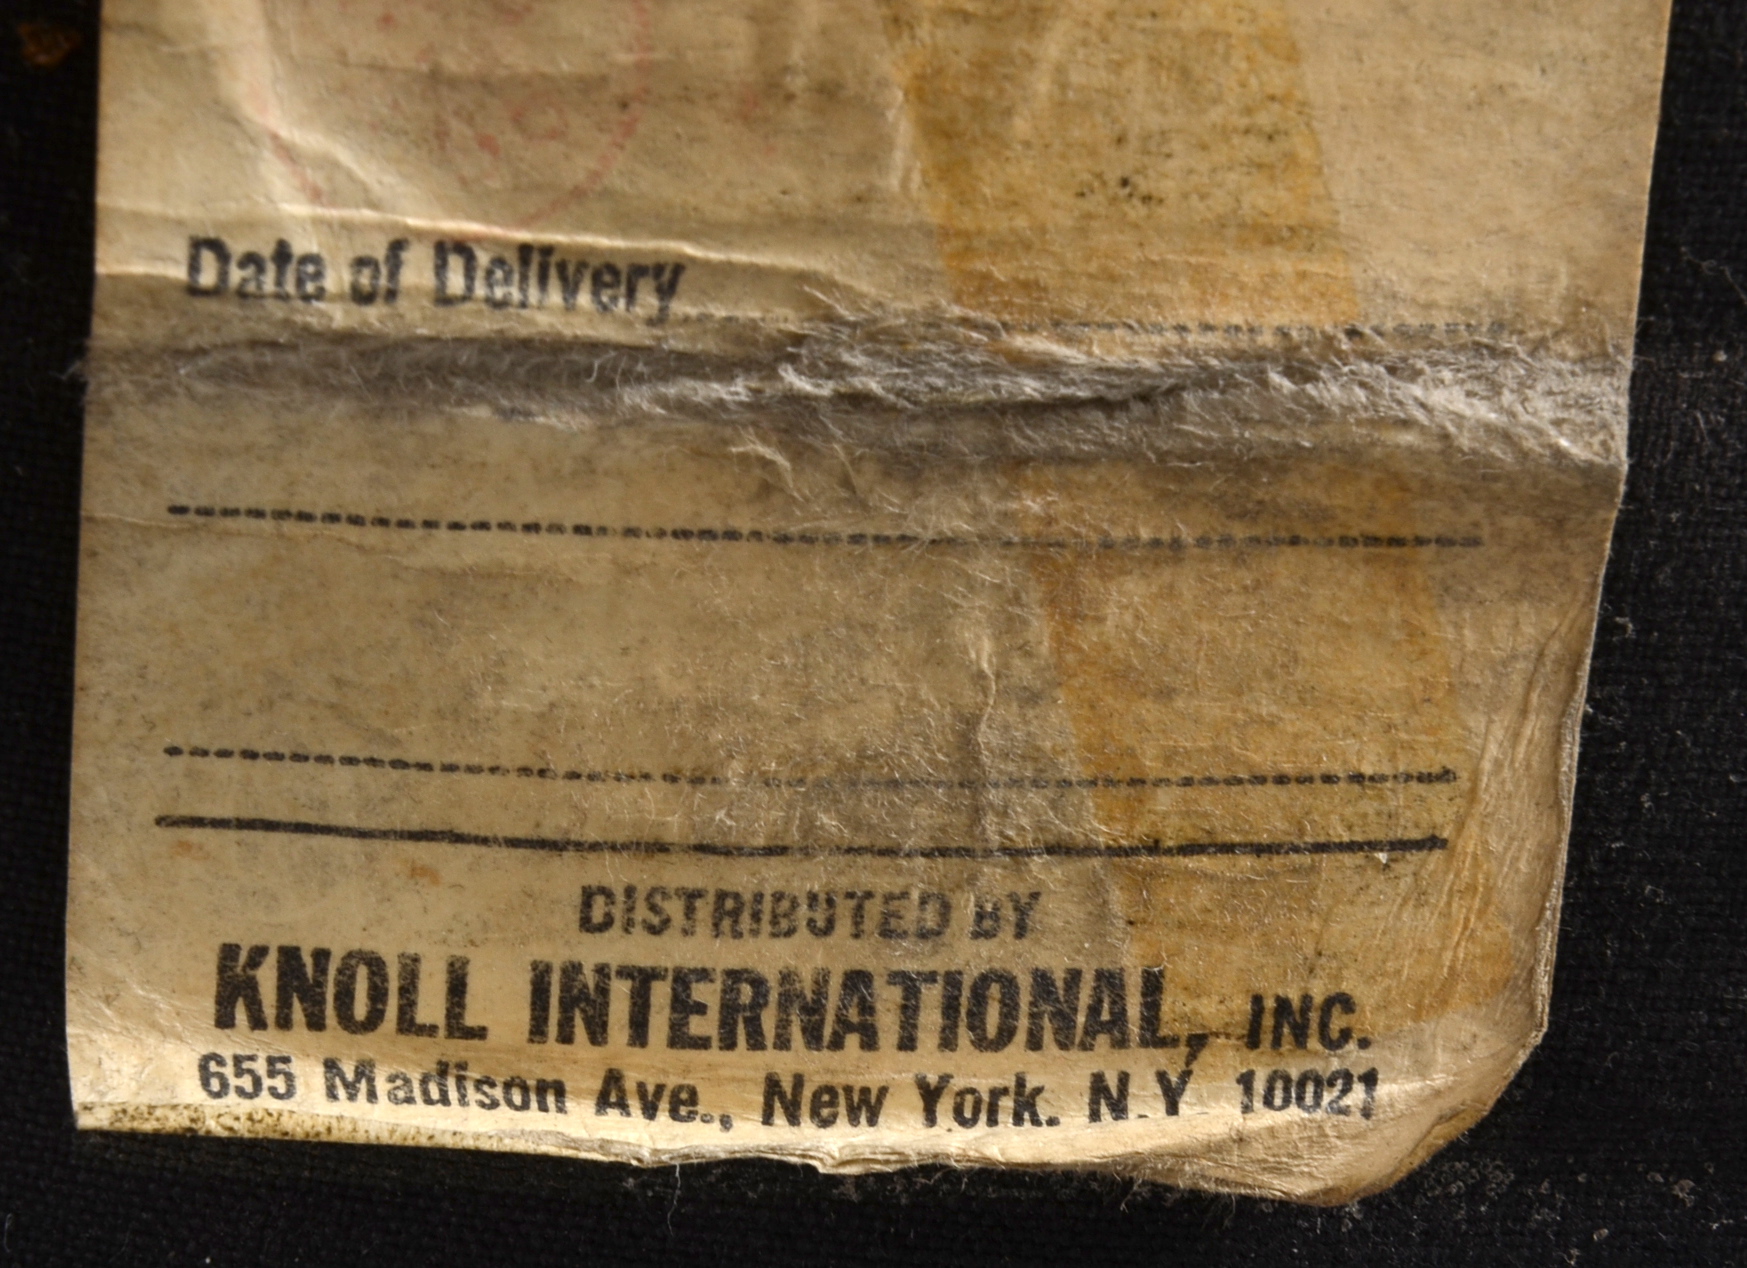 Date of Delivery
DISTRIBUTED BY
KNOLL INTERNATIONAL, INC.
655 Madison Ave., New York. N.Y. 10021